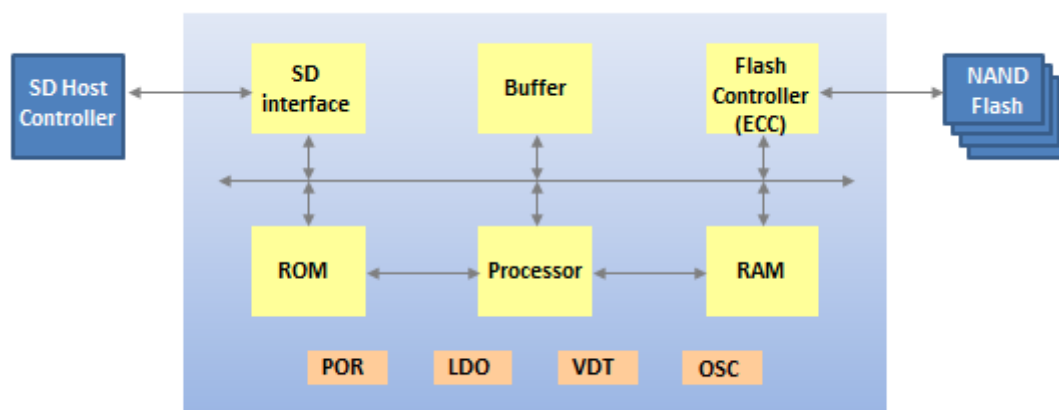 SD Host
Controller
SD
interface
Buffer
Flash
Controller
(ECC)
NAND
Flash
ROM
Processor
RAM
POR
LDO
VDT
OSC